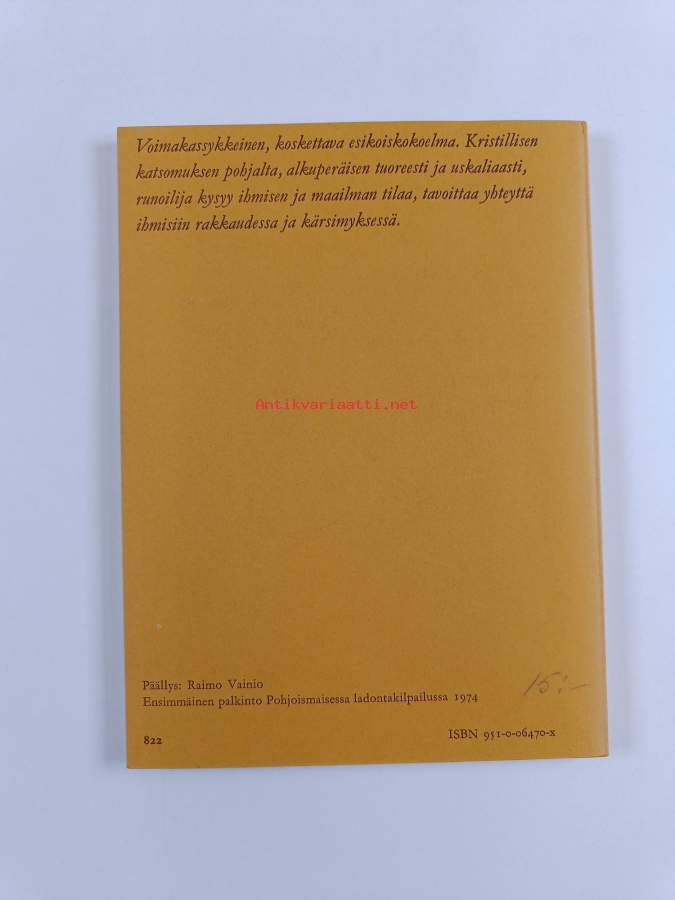 Voimakassykkeinen, koskettava esikoiskokoelma. Kristillisen
katsomuksen pohjalta, alkuperäisen tuoreesti ja uskaliaasti,
runoilija kysyy ihmisen ja maailman tilaa, tavoittaa yhteyttä
ihmisiin rakkaudessa ja kärsimyksessä.
Antikvariaatti.net
Päällys: Raimo Vainio
Ensimmäinen palkinto Pohjoismaisessa ladontakilpailussa 1974
15:-
822
ISBN 951-0-06470-x